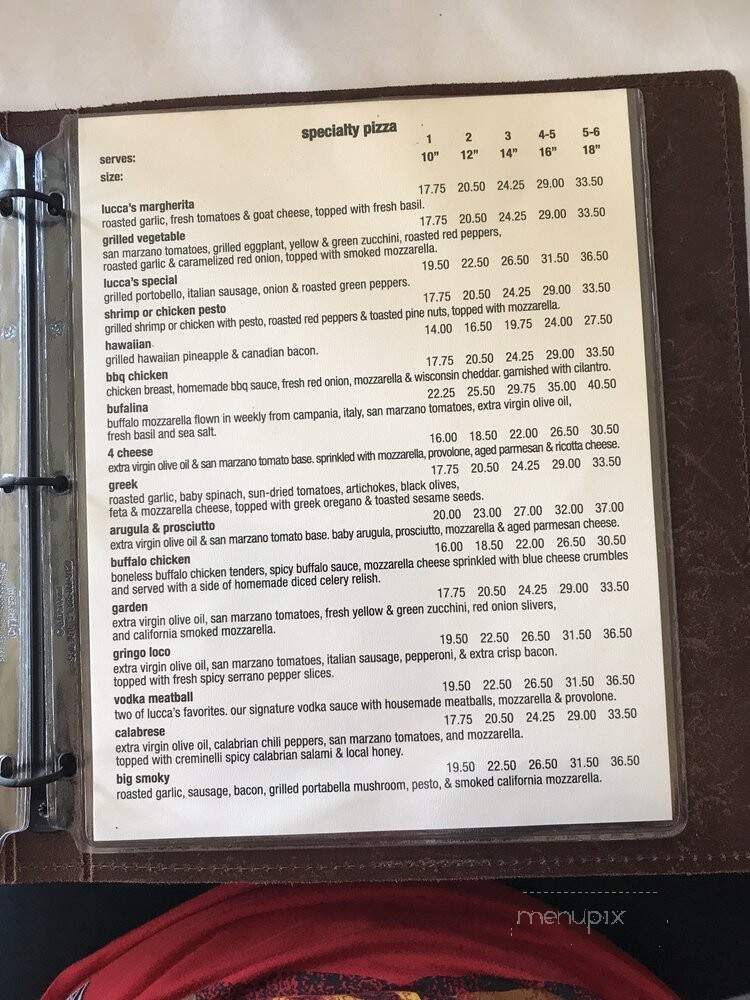 specialty pizza
serves: 1 2 3 4-5 5-6
size: 10" 12" 14" 16" 18"
lucca's margherita 17.75 20.50 24.25 29.00 33.50
roasted garlic, fresh tomatoes & goat cheese, topped with fresh basil.
grilled vegetable 17.75 20.50 24.25 29.00 33.50
san marzano tomatoes, grilled eggplant, yellow & green zucchini, roasted red peppers,
roasted garlic & caramelized red onion, topped with smoked mozzarella.
lucca's special 19.50 22.50 26.50 31.50 36.50
grilled portobello, italian sausage, onion & roasted green peppers.
shrimp or chicken pesto 17.75 20.50 24.25 29.00 33.50
grilled shrimp or chicken with pesto, roasted red peppers & toasted pine nuts, topped with mozzarella.
hawaiian 14.00 16.50 19.75 24.00 27.50
grilled hawaiian pineapple & canadian bacon.
bbq chicken 17.75 20.50 24.25 29.00 33.50
chicken breast, homemade bbq sauce, fresh red onion, mozzarella & wisconsin cheddar. garnished with cilantro.
bufalina 22.25 25.50 29.75 35.00 40.50
buffalo mozzarella flown in weekly from campania, italy, san marzano tomatoes, extra virgin olive oil,
fresh basil and sea salt.
4 cheese 16.00 18.50 22.00 26.50 30.50
extra virgin olive oil & san marzano tomato base. sprinkled with mozzarella, provolone, aged parmesan & ricotta cheese.
greek 17.75 20.50 24.25 29.00 33.50
roasted garlic, baby spinach, sun-dried tomatoes, artichokes, black olives,
feta & mozzarella cheese, topped with greek oregano & toasted sesame seeds.
arugula & prosciutto 20.00 23.00 27.00 32.00 37.00
extra virgin olive oil & san marzano tomato base. baby arugula, prosciutto, mozzarella & aged parmesan cheese.
buffalo chicken 16.00 18.50 22.00 26.50 30.50
boneless buffalo chicken tenders, spicy buffalo sauce, mozzarella cheese sprinkled with blue cheese crumbles
and served with a side of homemade diced celery relish.
garden 17.75 20.50 24.25 29.00 33.50
extra virgin olive oil, san marzano tomatoes, fresh yellow & green zucchini, red onion slivers,
and california smoked mozzarella.
gringo loco 19.50 22.50 26.50 31.50 36.50
extra virgin olive oil, san marzano tomatoes, italian sausage, pepperoni, & extra crisp bacon.
topped with fresh spicy serrano pepper slices.
vodka meatball 19.50 22.50 26.50 31.50 36.50
two of lucca's favorites. our signature vodka sauce with housemade meatballs, mozzarella & provolone.
calabrese 17.75 20.50 24.25 29.00 33.50
extra virgin olive oil, calabrian chili peppers, san marzano tomatoes, and mozzarella.
topped with creminelli spicy calabrian salami & local honey.
big smoky 19.50 22.50 26.50 31.50 36.50
roasted garlic, sausage, bacon, grilled portabella mushroom, pesto, & smoked california mozzarella.
menupix